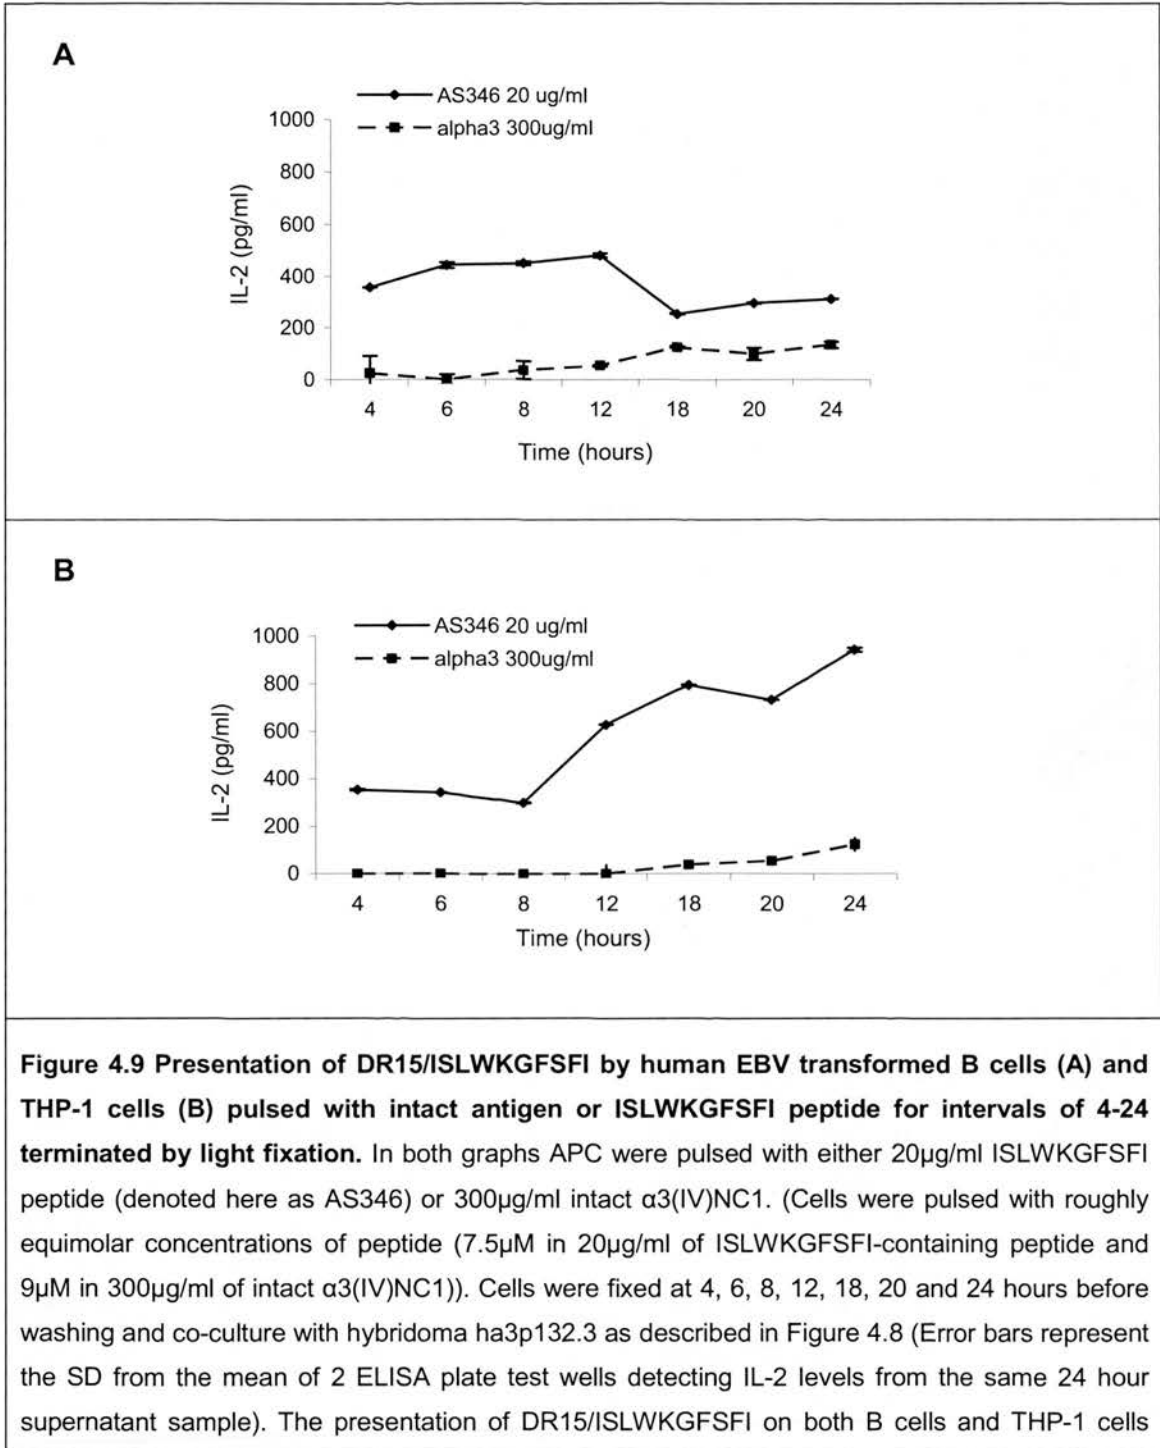 A
AS346 20 ug/ml
alpha3 300ug/ml
1000
800
600
400
200
0
IL-2 (pg/ml)
4 6 8 12 18 20 24
Time (hours)
B
AS346 20 ug/ml
alpha3 300ug/ml
1000
800
600
400
200
0
IL-2 (pg/ml)
4 6 8 12 18 20 24
Time (hours)
Figure 4.9 Presentation of DR15/ISLWKGFSFI by human EBV transformed B cells (A) and
THP-1 cells (B) pulsed with intact antigen or ISLWKGFSFI peptide for intervals of 4-24
terminated by light fixation. In both graphs APC were pulsed with either 20μg/ml ISLWKGFSFI
peptide (denoted here as AS346) or 300μg/ml intact α3(IV)NC1. (Cells were pulsed with roughly
equimolar concentrations of peptide (7.5μM in 20μg/ml of ISLWKGFSFI-containing peptide and
9μM in 300μg/ml of intact α3(IV)NC1)). Cells were fixed at 4, 6, 8, 12, 18, 20 and 24 hours before
washing and co-culture with hybridoma ha3p132.3 as described in Figure 4.8 (Error bars represent
the SD from the mean of 2 ELISA plate test wells detecting IL-2 levels from the same 24 hour
supernatant sample). The presentation of DR15/ISLWKGFSFI on both B cells and THP-1 cells